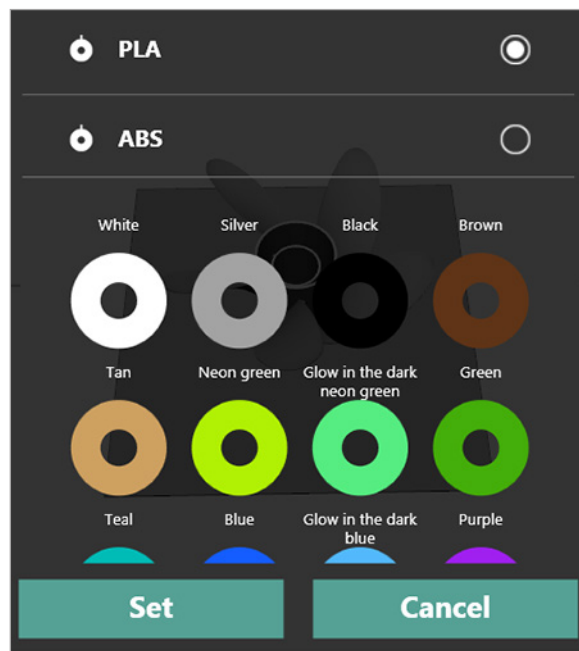 PLA
ABS
White Silver Black Brown
Tan Neon green Glow in the dark neon green Green
Teal Blue Glow in the dark blue Purple
Set Cancel